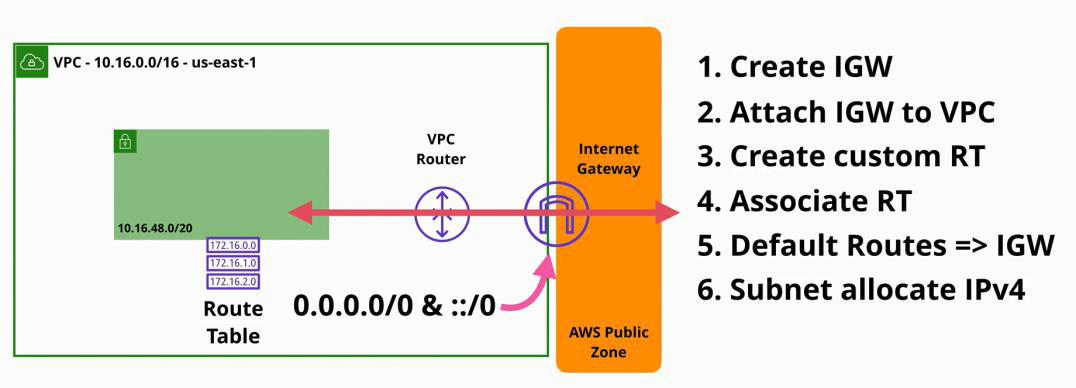 VPC - 10.16.0.0/16 - us-east-1
VPC
Router
Internet
Gateway
10.16.48.0/20
172.16.0.0
172.16.1.0
172.16.2.0
Route
Table
0.0.0.0/0 & ::/0
AWS Public
Zone
1. Create IGW
2. Attach IGW to VPC
3. Create custom RT
4. Associate RT
5. Default Routes => IGW
6. Subnet allocate IPv4